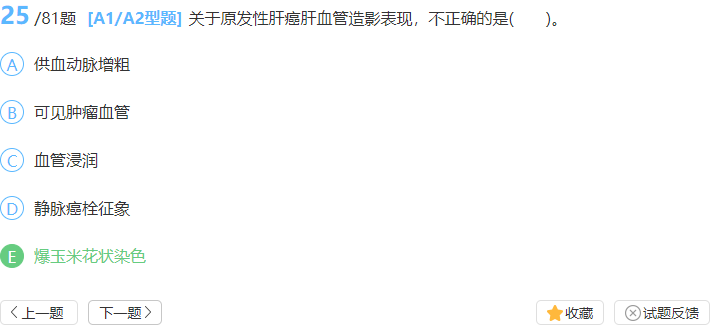 25 /81题 [A1/A2型题] 关于原发性肝癌肝血管造影表现，不正确的是(  )。
A 供血动脉增粗
B 可见肿瘤血管
C 血管浸润
D 静脉癌栓征象
E 爆玉米花状染色
上一题 下一题 收藏 试题反馈